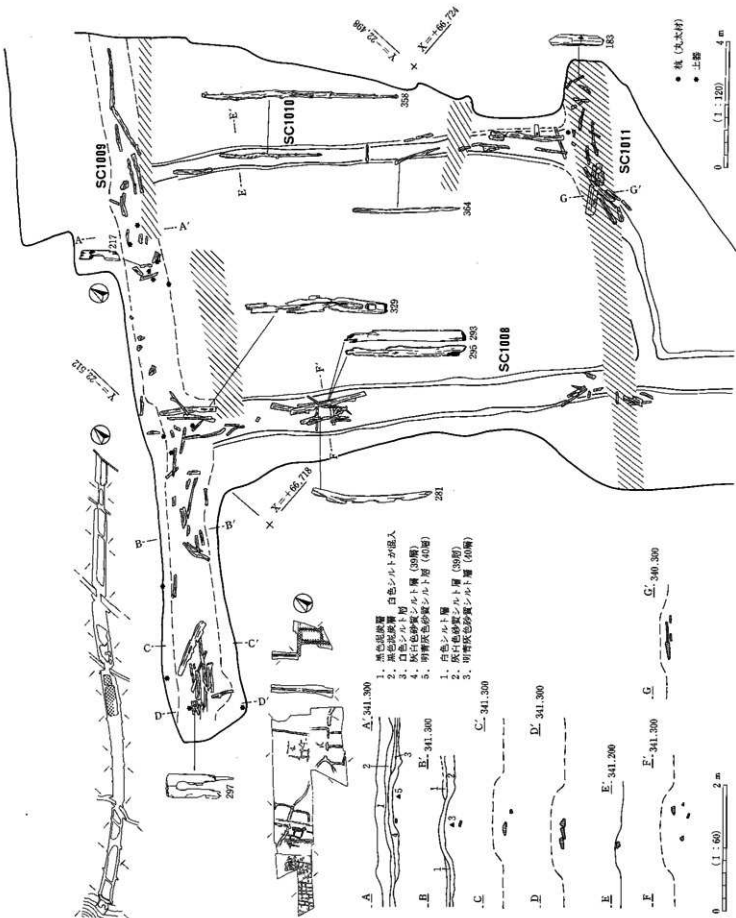 SC1009
SC1010
SC1011
SC1008
Y=-22,498
X=+66,724
Y=-22,512
X=+66,718
217
358
364
183
329
293
295
281
297
A
A'
B
B'
C
C'
D
D'
E
E'
F
F'
G
G'
● 杭（丸太材）
• 土器
0 (1：120) 4 m
A
A' 341.300
B
B' 341.300
C
C' 341.300
D
D' 341.300
E
E' 341.200
F
F' 341.300
G
G' 340.300
1. 黒色泥炭層
2. 黒色泥炭層 白色シルトが混入
3. 白色シルト層
4. 灰白色砂質シルト層 (39層)
5. 明青灰色砂質シルト層 (40層)
1. 白色シルト層
2. 灰白色砂質シルト層 (39層)
3. 明青灰色砂質シルト層 (40層)
0 (1：60) 2 m